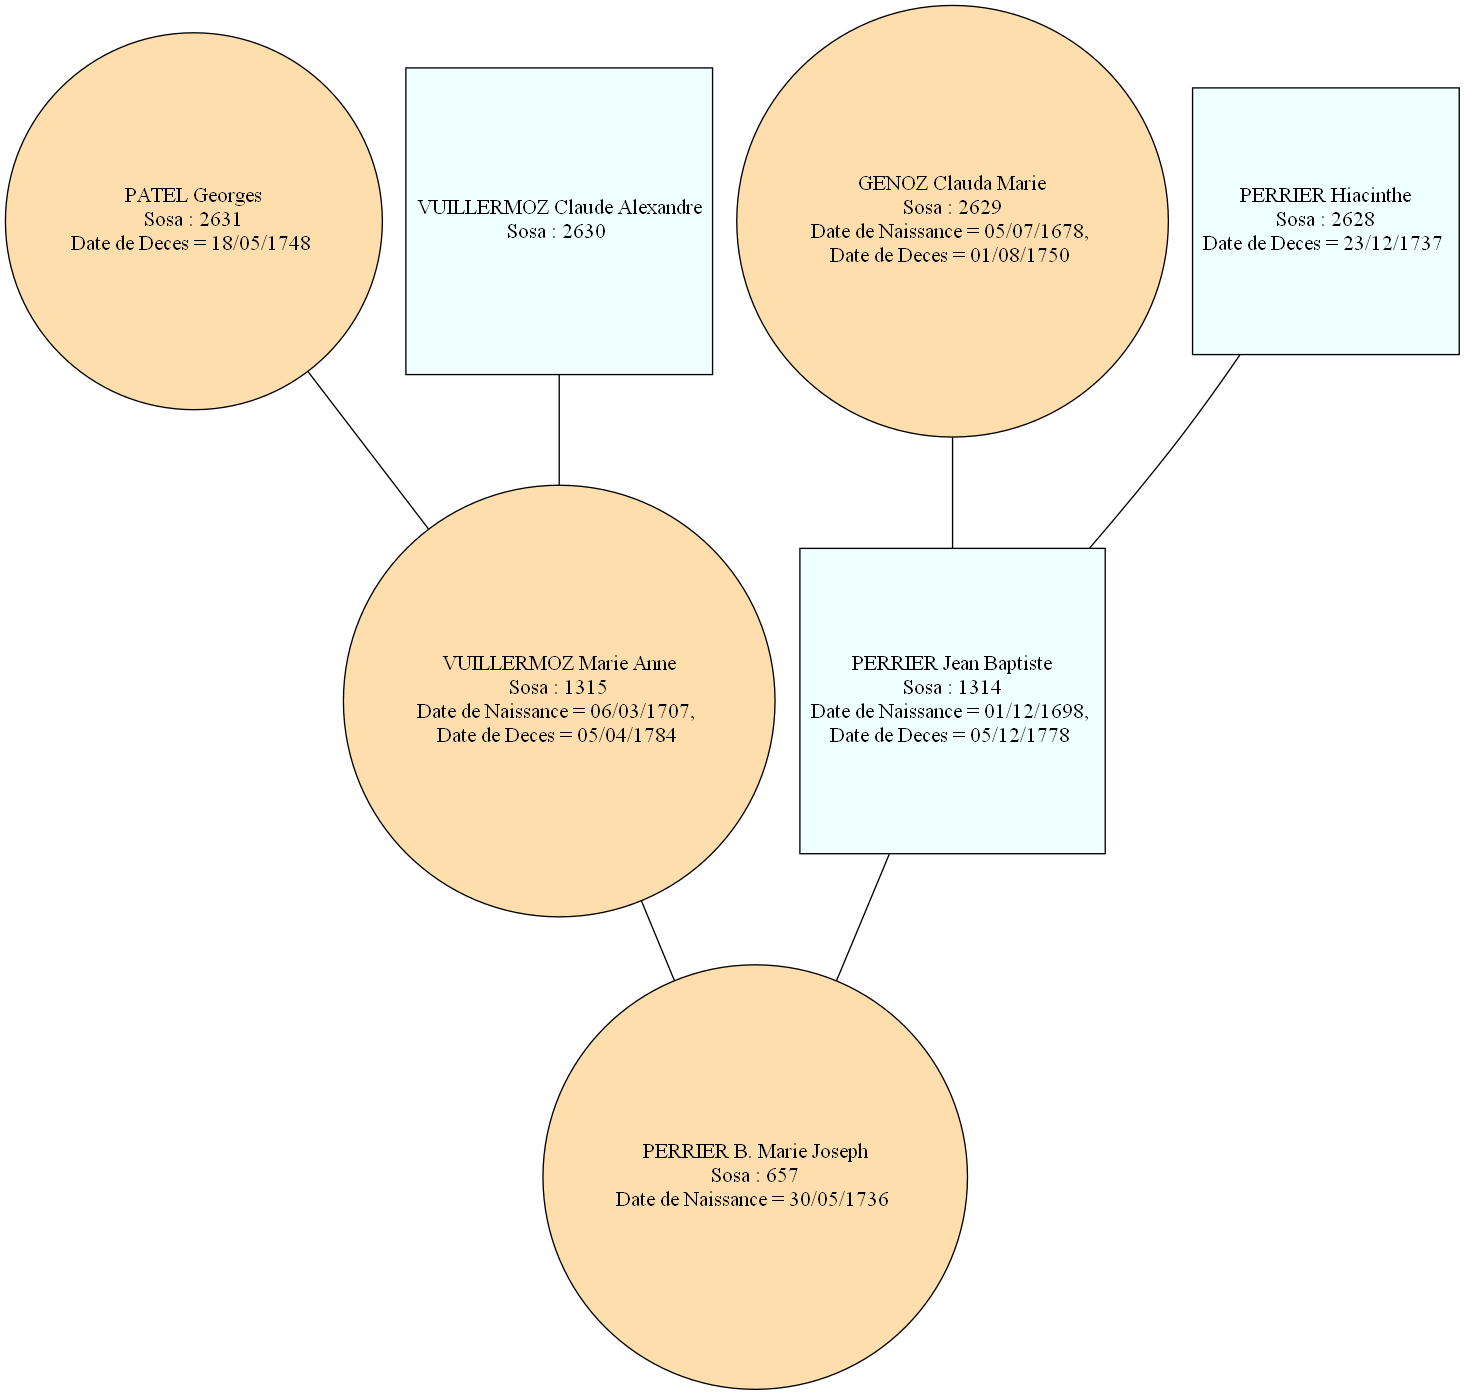 PATEL Georges
Sosa : 2631
Date de Deces = 18/05/1748
VUILLERMOZ Claude Alexandre
Sosa : 2630
GENOZ Clauda Marie
Sosa : 2629
Date de Naissance = 05/07/1678,
Date de Deces = 01/08/1750
PERRIER Hiacinthe
Sosa : 2628
Date de Deces = 23/12/1737
VUILLERMOZ Marie Anne
Sosa : 1315
Date de Naissance = 06/03/1707,
Date de Deces = 05/04/1784
PERRIER Jean Baptiste
Sosa : 1314
Date de Naissance = 01/12/1698,
Date de Deces = 05/12/1778
PERRIER B. Marie Joseph
Sosa : 657
Date de Naissance = 30/05/1736